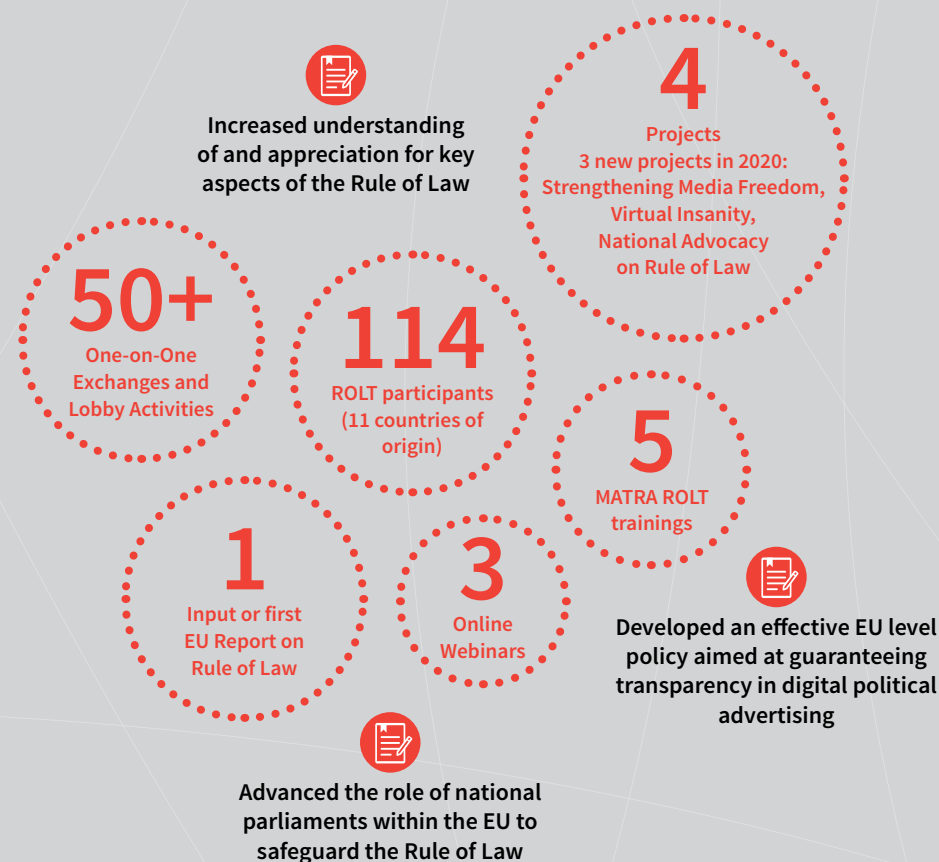 Increased understanding
of and appreciation for key
aspects of the Rule of Law
4
Projects
3 new projects in 2020:
Strengthening Media Freedom,
Virtual Insanity,
National Advocacy
on Rule of Law
50+
One-on-One
Exchanges and
Lobby Activities
114
ROLT participants
(11 countries of
origin)
5
MATRA ROLT
trainings
1
Input or first
EU Report on
Rule of Law
3
Online
Webinars
Developed an effective EU level
policy aimed at guaranteeing
transparency in digital political
advertising
Advanced the role of national
parliaments within the EU to
safeguard the Rule of Law